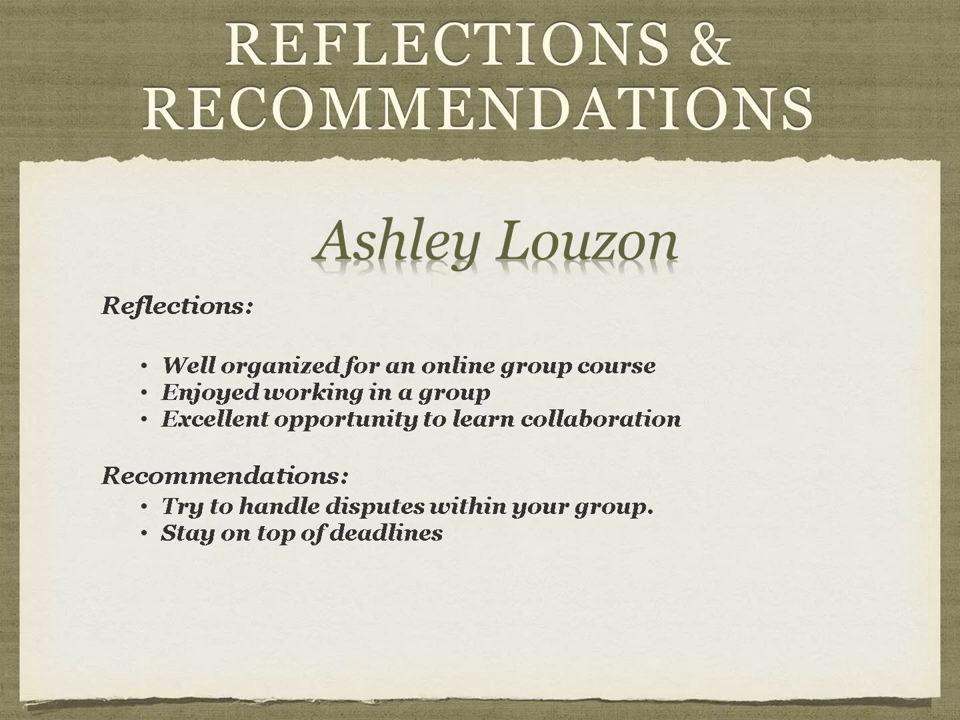 REFLECTIONS &
RECOMMENDATIONS
Ashley Louzon
Reflections:
• Well organized for an online group course
• Enjoyed working in a group
• Excellent opportunity to learn collaboration
Recommendations:
• Try to handle disputes within your group.
• Stay on top of deadlines